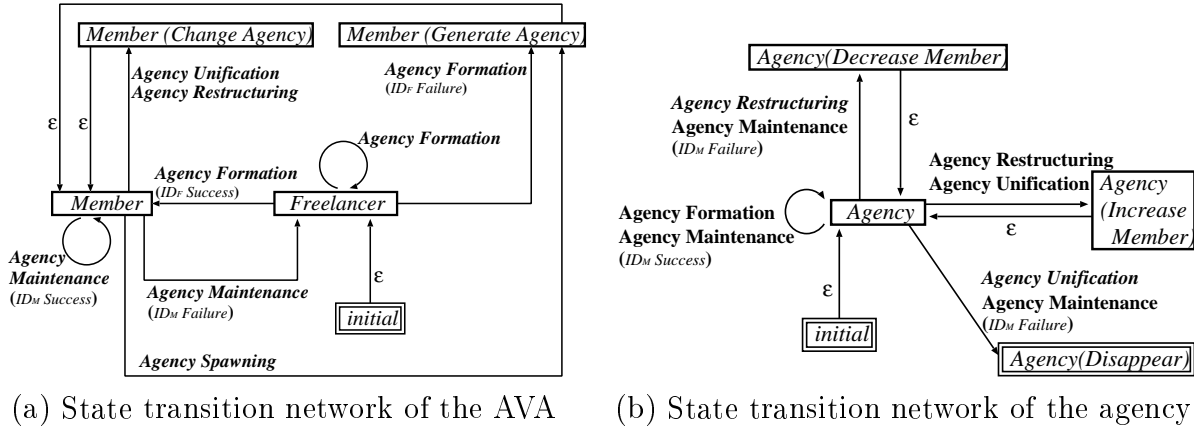 Member (Change Agency)
Member (Generate Agency)
Agency Unification
Agency Restructuring
Agency Formation
(IDF Failure)
ε
ε
Agency Formation
Agency Formation
(IDF Success)
Member
Freelancer
Agency
Maintenance
(IDM Success)
Agency Maintenance
(IDM Failure)
ε
initial
Agency Spawning
(a) State transition network of the AVA
Agency(Decrease Member)
Agency Restructuring
Agency Maintenance
(IDM Failure)
ε
Agency Restructuring
Agency Unification
Agency
(Increase
Member)
Agency Formation
Agency Maintenance
(IDM Success)
Agency
ε
ε
initial
Agency Unification
Agency Maintenance
(IDM Failure)
Agency(Disappear)
(b) State transition network of the agency